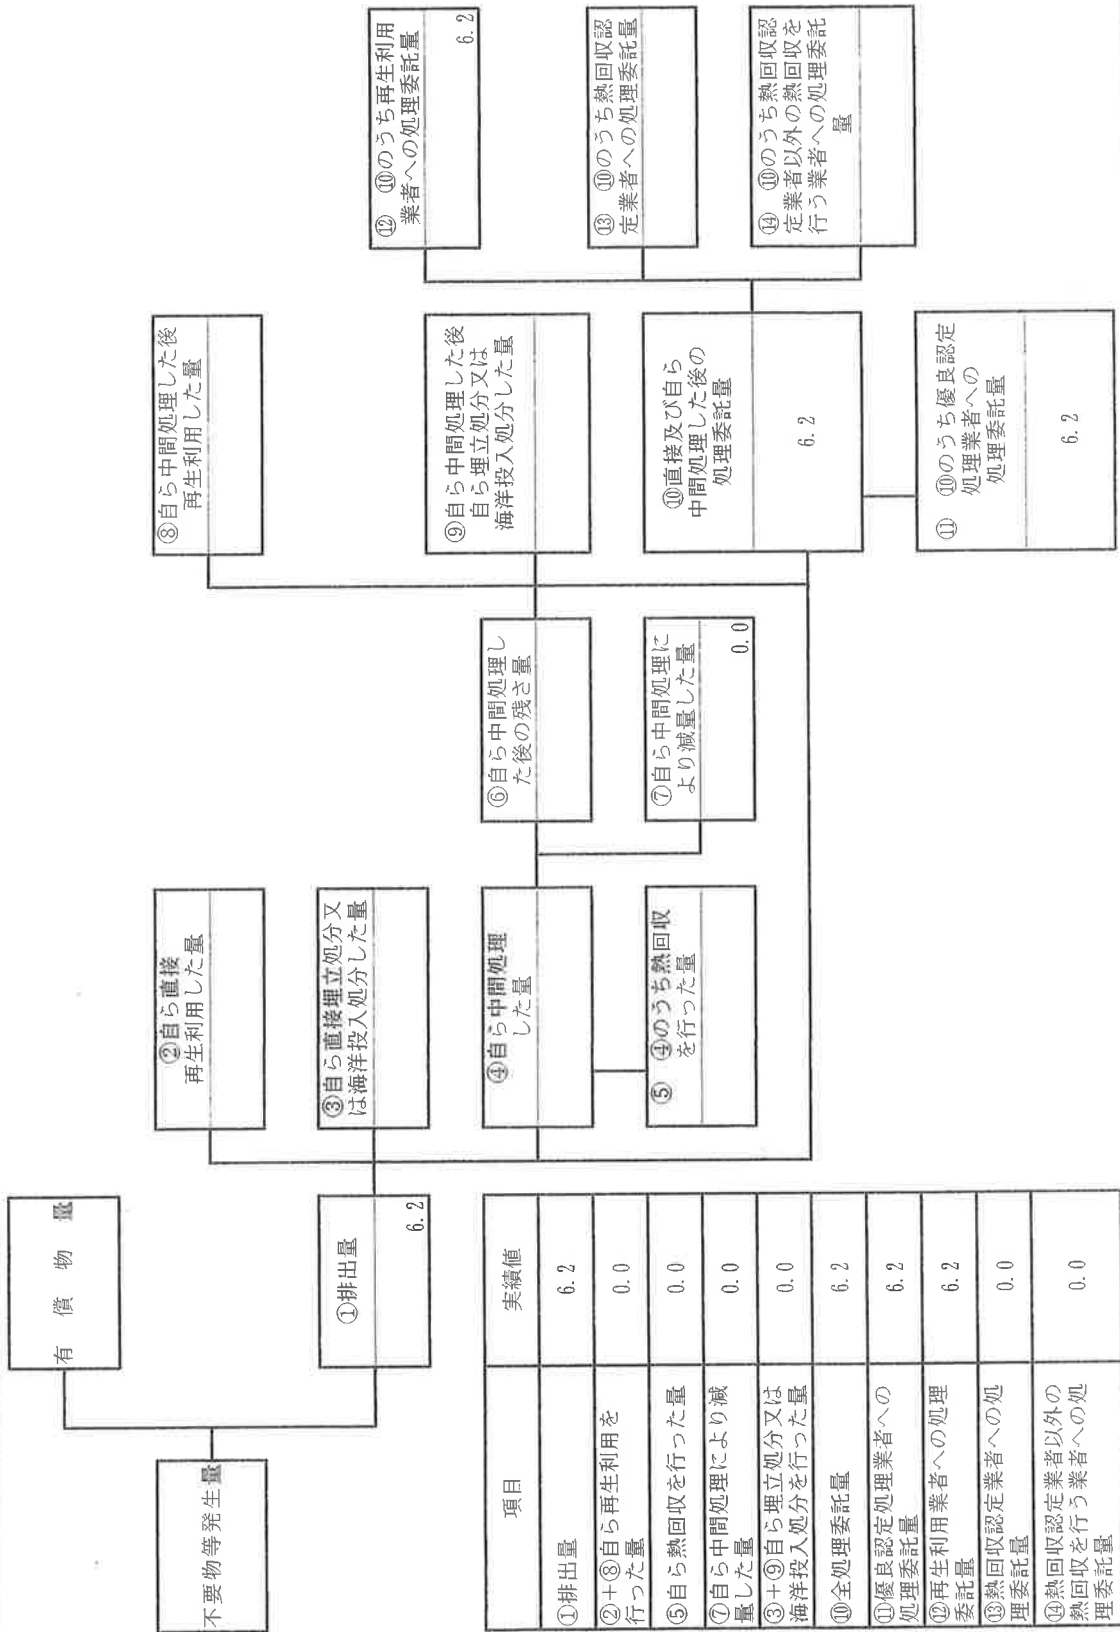 不要物等発生量
有償物量
①排出量
6.2
②自ら直接
再生利用した量
③自ら直接埋立処分又
は海洋投入処分した量
④自ら中間処理
した量
⑤ ④のうち熱回収
を行った量
⑥自ら中間処理し
た後の残さ量
⑦自ら中間処理に
より減量した量
0.0
⑧自ら中間処理した後
再生利用した量
⑨自ら中間処理した後
自ら埋立処分又は
海洋投入処分した量
⑩直接及び自ら
中間処理した後の
処理委託量
6.2
⑪ ⑩のうち優良認定
処理業者への
処理委託量
6.2
⑫ ⑩のうち再生利用
業者への処理委託量
6.2
⑬ ⑩のうち熱回収認
定業者への処理委託量
⑭ ⑩のうち熱回収認
定業者以外の熱回収を
行う業者への処理委託
量
項目 実績値
①排出量 6.2
②+⑧自ら再生利用を
行った量 0.0
⑤自ら熱回収を行った量 0.0
⑦自ら中間処理により減
量した量 0.0
③+⑨自ら埋立処分又は
海洋投入処分を行った量 0.0
⑩全処理委託量 6.2
⑪優良認定処理業者への
処理委託量 6.2
⑫再生利用業者への処理
委託量 6.2
⑬熱回収認定業者への処
理委託量 0.0
⑭熱回収認定業者以外の
熱回収を行う業者への処
理委託量 0.0